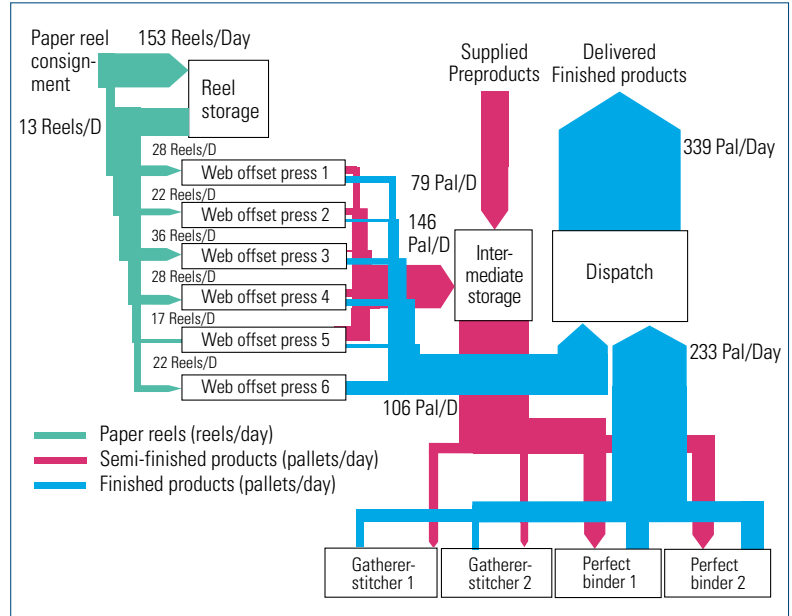 Paper reel
consign-
ment
153 Reels/Day
Reel
storage
13 Reels/D
28 Reels/D
Web offset press 1
22 Reels/D
Web offset press 2
36 Reels/D
Web offset press 3
28 Reels/D
Web offset press 4
17 Reels/D
Web offset press 5
22 Reels/D
Web offset press 6
Supplied
Preproducts
79 Pal/D
146
Pal/D
Inter-
mediate
storage
Delivered
Finished products
339 Pal/Day
Dispatch
233 Pal/Day
106 Pal/D
Paper reels (reels/day)
Semi-finished products (pallets/day)
Finished products (pallets/day)
Gatherer-
stitcher 1
Gatherer-
stitcher 2
Perfect
binder 1
Perfect
binder 2